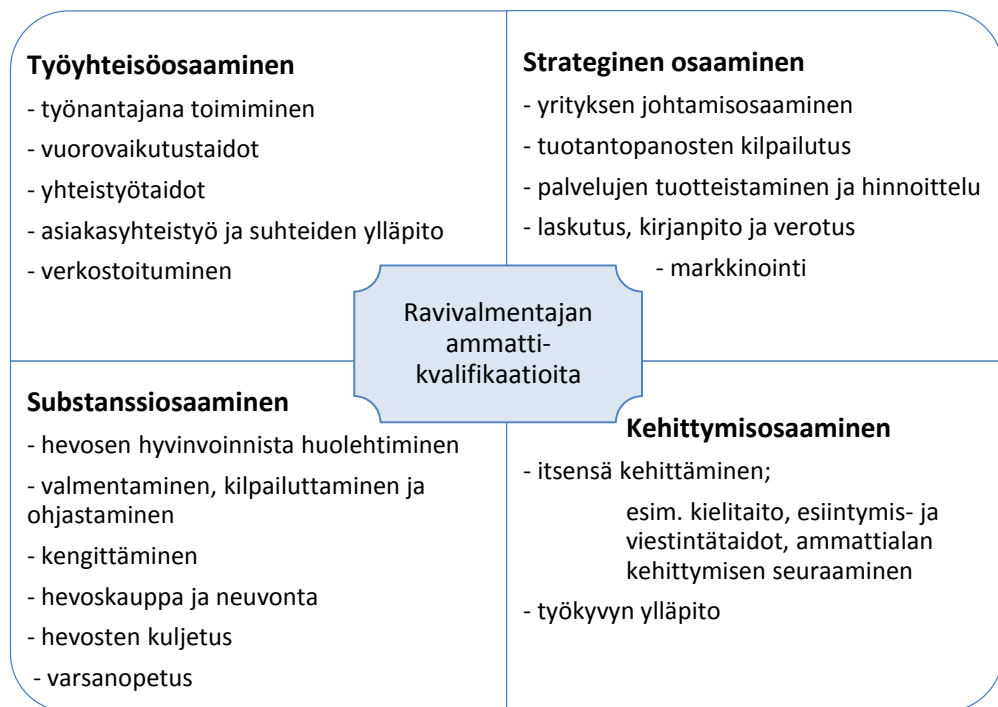 Työyhteisöosaaminen
- työnantajana toimiminen
- vuorovaikutustaidot
- yhteistyötaidot
- asiakasyhteistyö ja suhteiden ylläpito
- verkostoituminen
Strateginen osaaminen
- yrityksen johtamisosaaminen
- tuotantopanosten kilpailutus
- palvelujen tuotteistaminen ja hinnoittelu
- laskutus, kirjanpito ja verotus
- markkinointi
Ravivalmentajan
ammatti-
kvalifikaatioita
Substanssiosaaminen
- hevosen hyvinvoinnista huolehtiminen
- valmentaminen, kilpailuttaminen ja
ohjastaminen
- kengittäminen
- hevoskauppa ja neuvonta
- hevosten kuljetus
- varsanopetus
Kehittymisosaaminen
- itsensä kehittäminen;
esim. kielitaito, esiintymis- ja
viestintätaidot, ammattialan
kehittymisen seuraaminen
- työkyvyn ylläpito